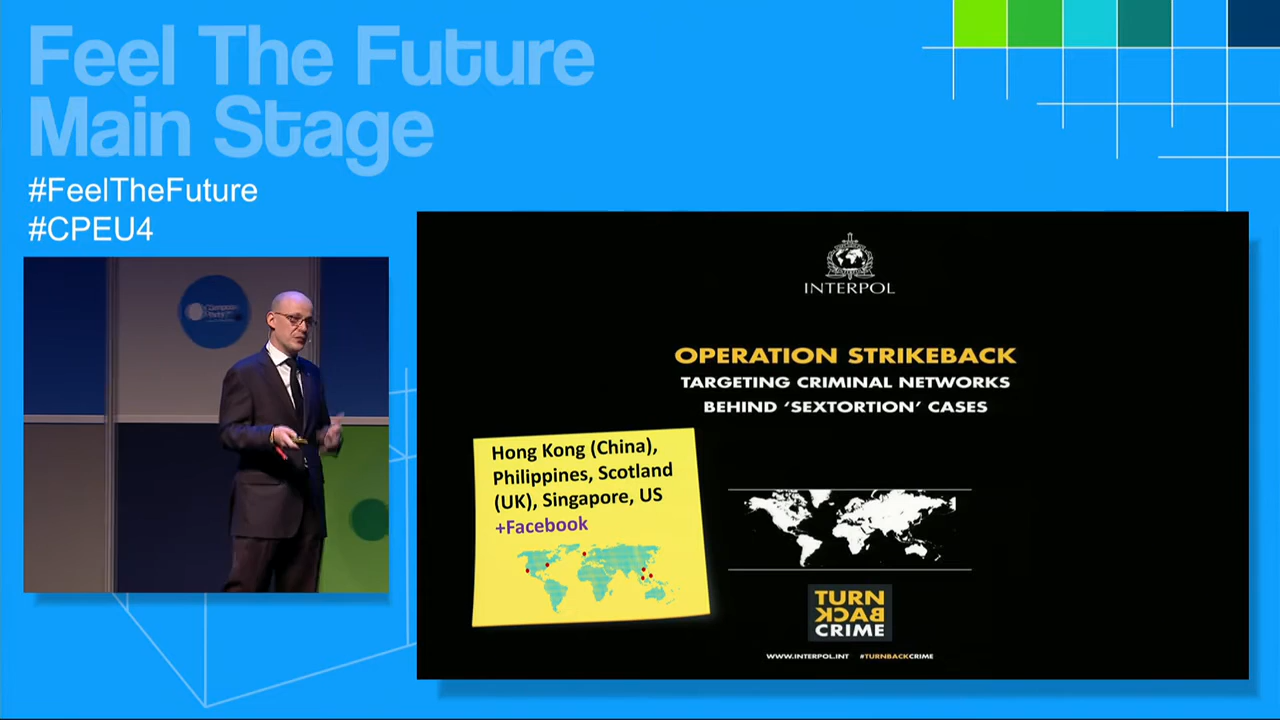 Feel The Future
Main Stage
#FeelTheFuture
#CPEU4
INTERPOL
OPERATION STRIKEBACK
TARGETING CRIMINAL NETWORKS
BEHIND ‘SEXTORTION’ CASES
Hong Kong (China),
Philippines, Scotland
(UK), Singapore, US
+Facebook
TURN
BACK
CRIME
WWW.INTERPOL.INT #TURNBACKCRIME